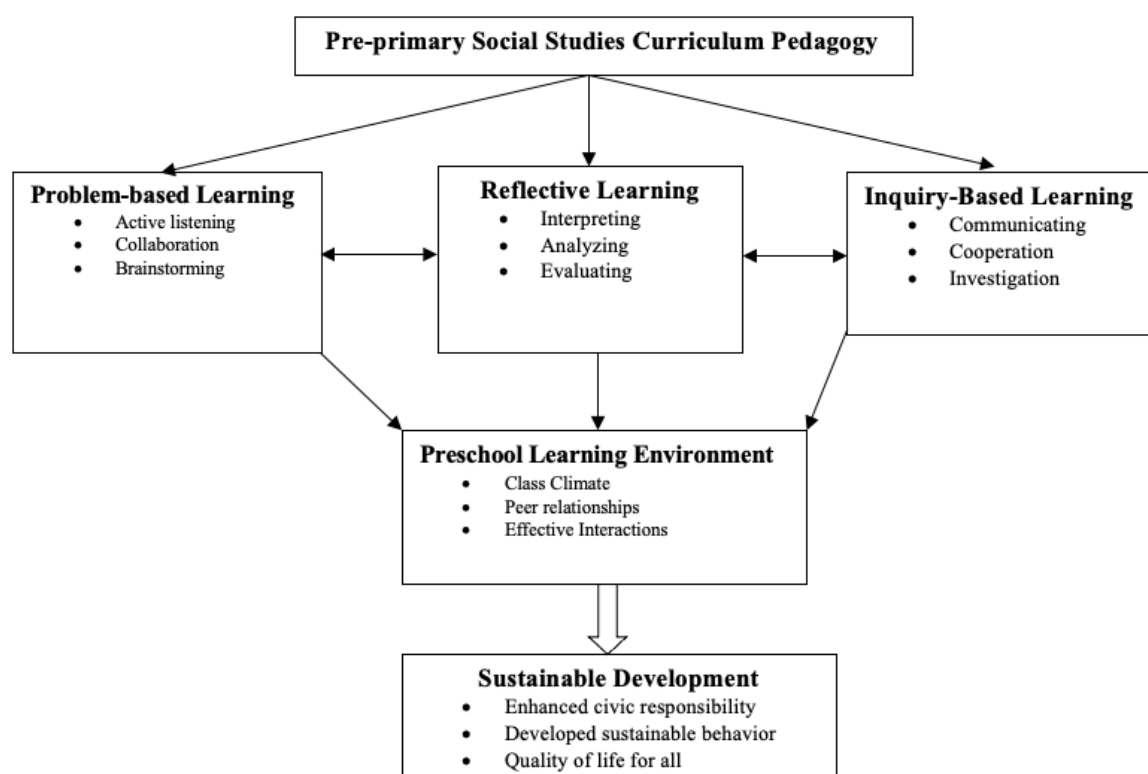 Pre-primary Social Studies Curriculum Pedagogy
Problem-based Learning
• Active listening
• Collaboration
• Brainstorming
Reflective Learning
• Interpreting
• Analyzing
• Evaluating
Inquiry-Based Learning
• Communicating
• Cooperation
• Investigation
Preschool Learning Environment
• Class Climate
• Peer relationships
• Effective Interactions
Sustainable Development
• Enhanced civic responsibility
• Developed sustainable behavior
• Quality of life for all